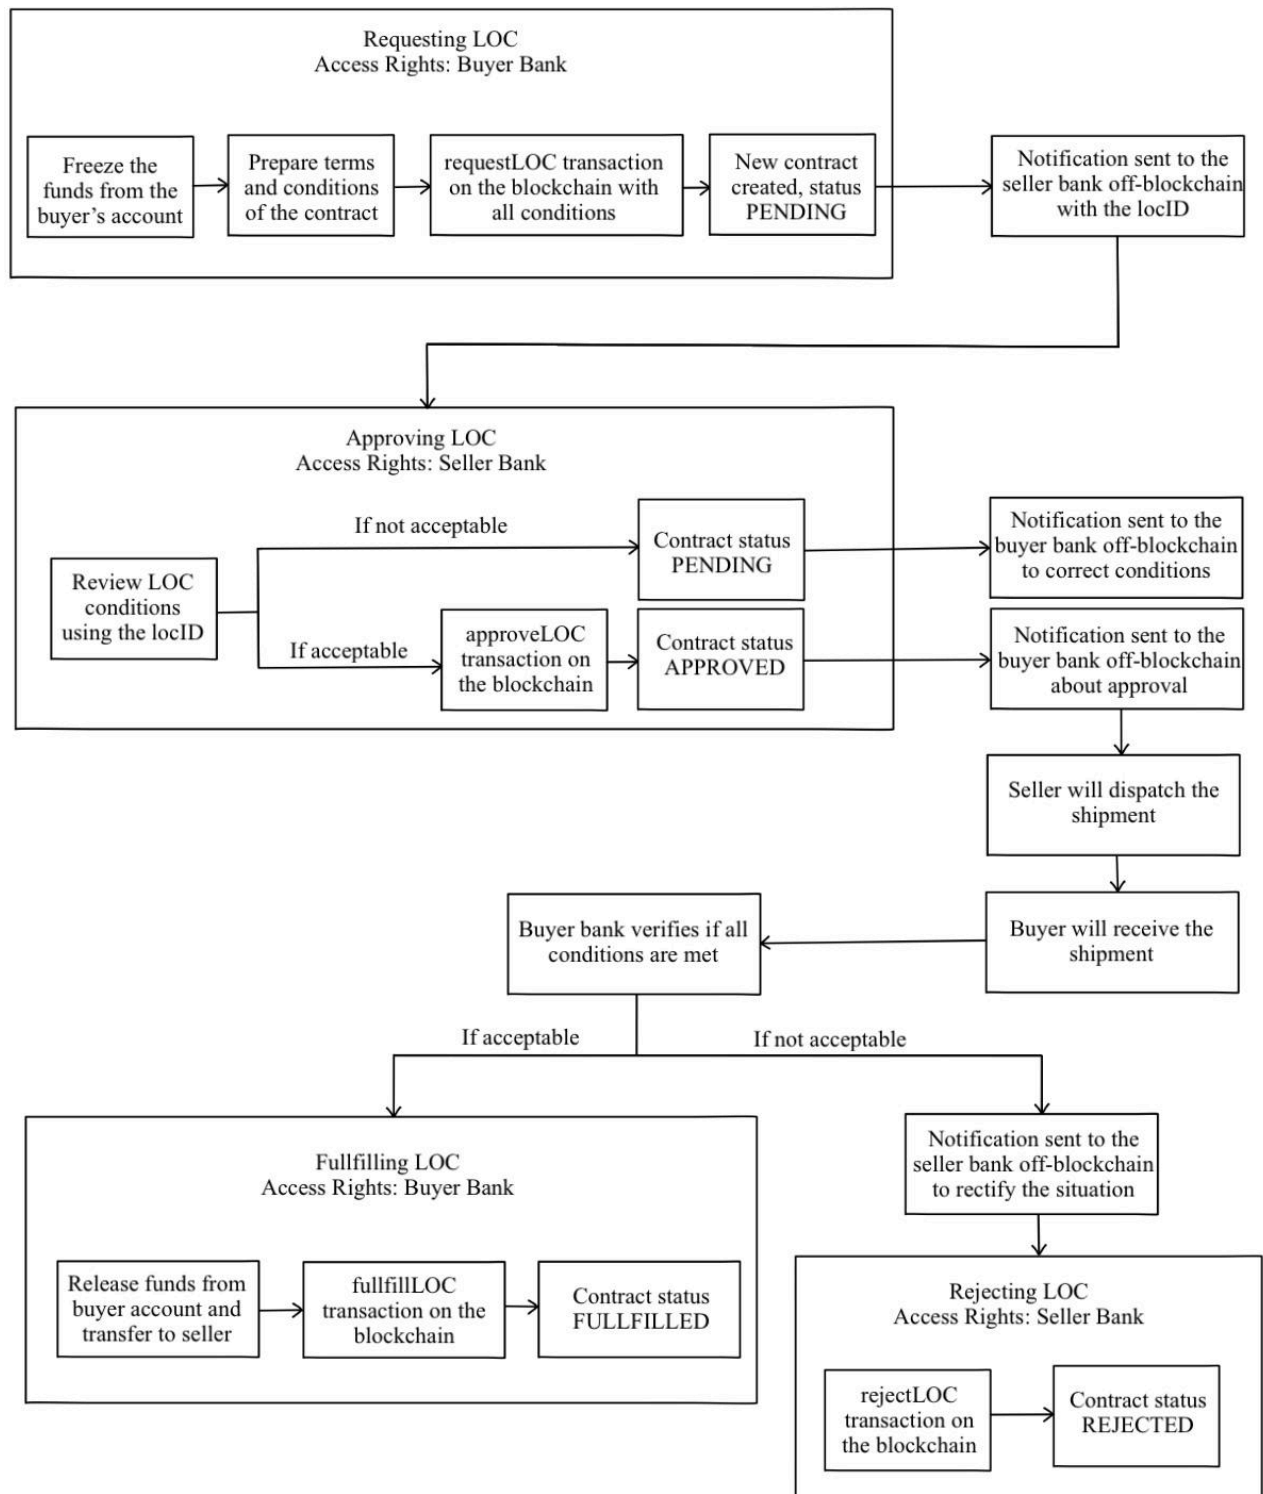 Requesting LOC
Access Rights: Buyer Bank
Freeze the
funds from the
buyer's account
Prepare terms
and conditions
of the contract
requestLOC transaction
on the blockchain with
all conditions
New contract
created, status
PENDING
Notification sent to the
seller bank off-blockchain
with the locID
Approving LOC
Access Rights: Seller Bank
Review LOC
conditions
using the locID
If not acceptable
Contract status
PENDING
Notification sent to the
buyer bank off-blockchain
to correct conditions
If acceptable
approveLOC
transaction on
the blockchain
Contract status
APPROVED
Notification sent to the
buyer bank off-blockchain
about approval
Seller will dispatch the
shipment
Buyer will receive the
shipment
Buyer bank verifies if all
conditions are met
If acceptable
If not acceptable
Fullfilling LOC
Access Rights: Buyer Bank
Release funds from
buyer account and
transfer to seller
fullfillLOC
transaction on the
blockchain
Contract status
FULLFILLED
Notification sent to the
seller bank off-blockchain
to rectify the situation
Rejecting LOC
Access Rights: Seller Bank
rejectLOC
transaction on
the blockchain
Contract status
REJECTED